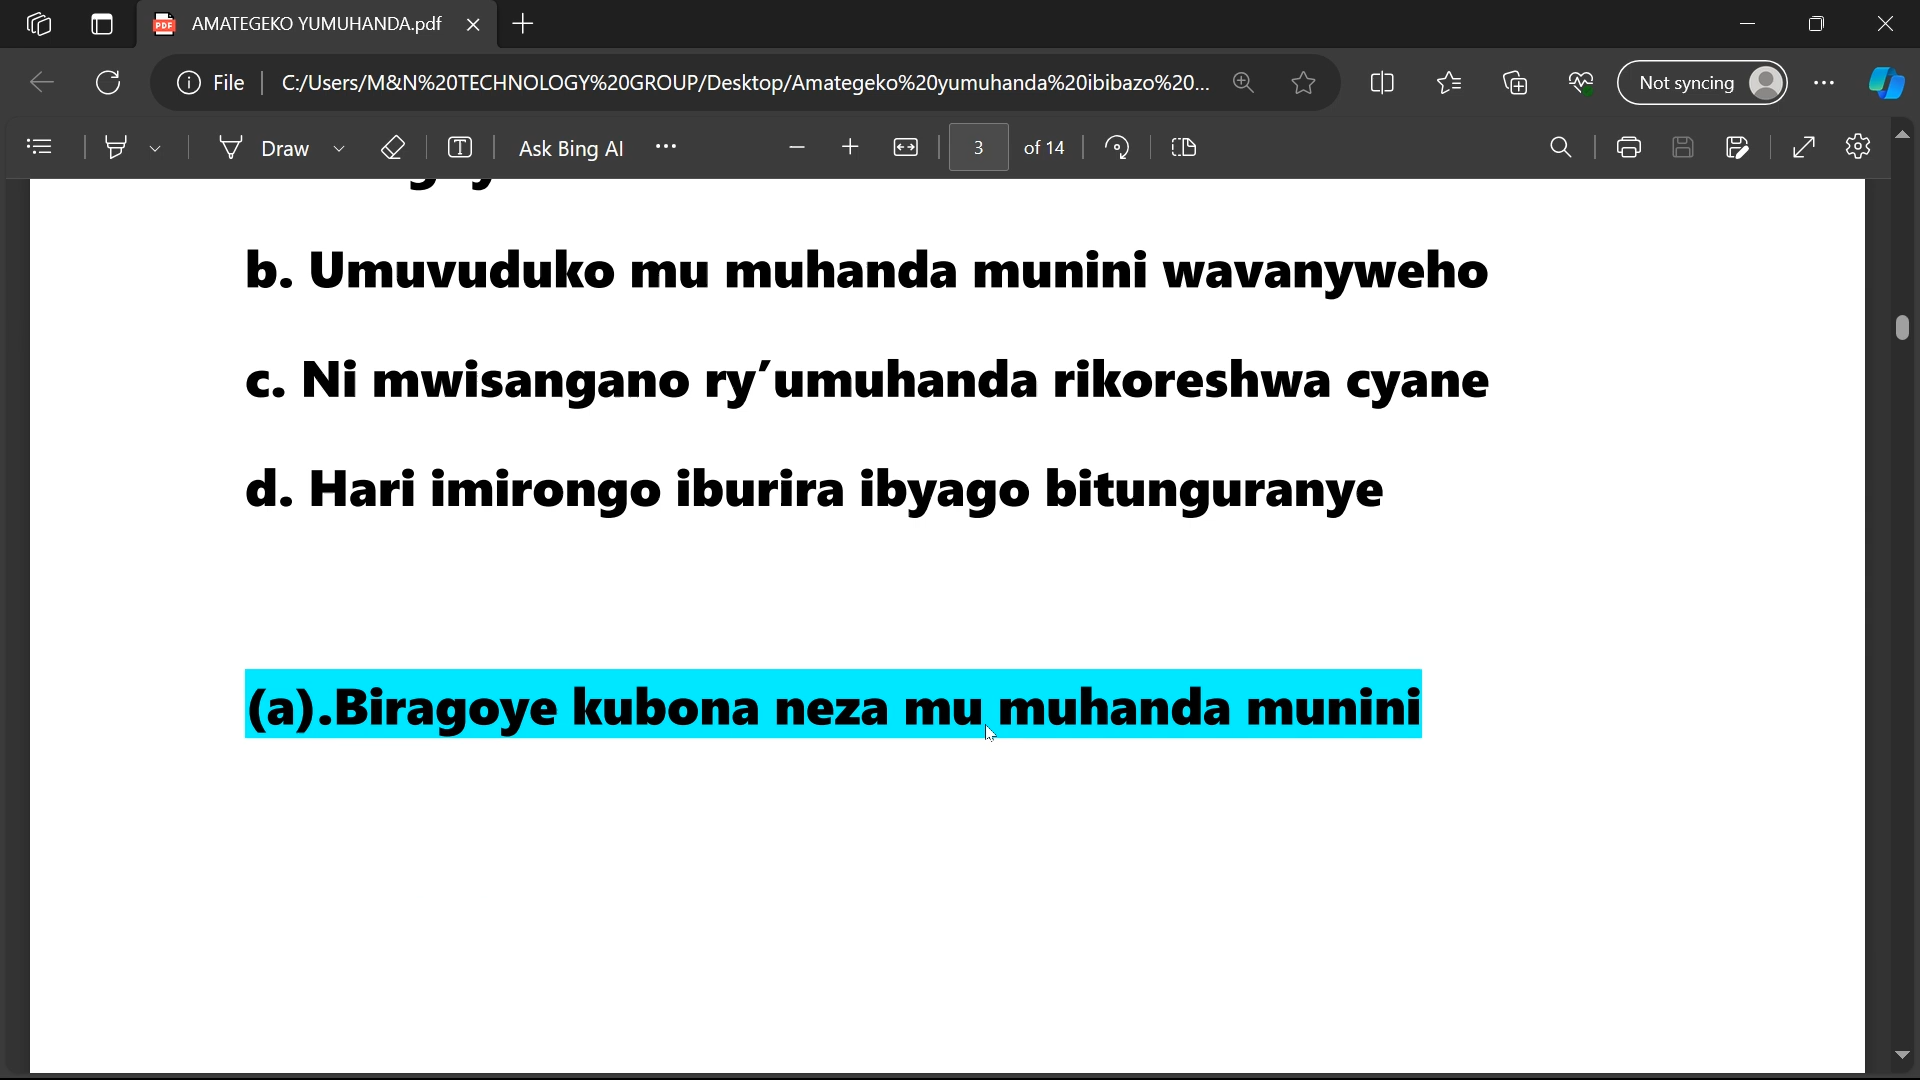 AMATEGEKO YUMUHANDA.pdf
File
C:/Users/M&N%20TECHNOLOGY%20GROUP/Desktop/Amategeko%20yumuhanda%20ibibazo%20...
Not syncing
Draw
Ask Bing AI
3 of 14
b. Umuvuduko mu muhanda munini wavanyweho
c. Ni mwisangano ry’umuhanda rikoreshwa cyane
d. Hari imirongo iburira ibyago bitunguranye
(a).Biragoye kubona neza mu muhanda munini